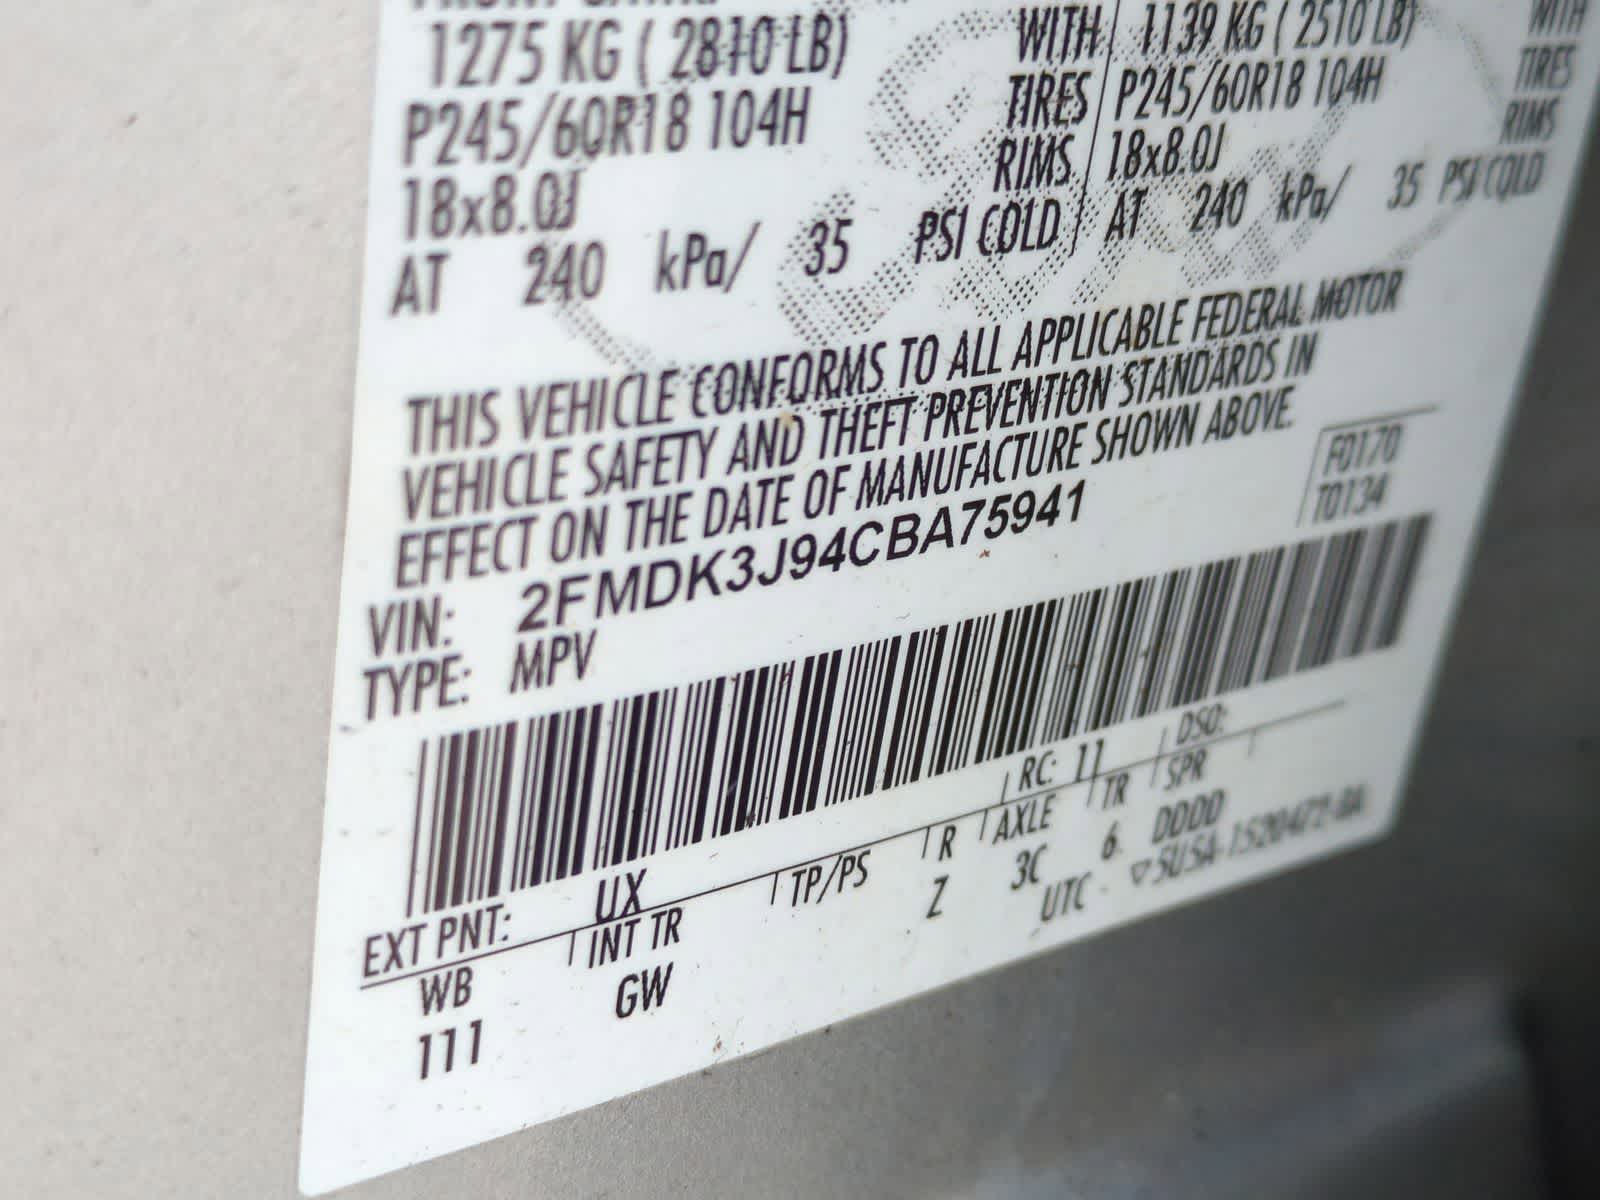 1275 KG ( 2810 LB) WITH 1139 KG ( 2510 LB) WITH
P245/60R18 104H TIRES P245/60R18 104H TIRES
18x8.0J RIMS 18x8.0J RIMS
AT 240 kPa/ 35 PSI COLD AT 240 kPa/ 35 PSI COLD
THIS VEHICLE CONFORMS TO ALL APPLICABLE FEDERAL MOTOR
VEHICLE SAFETY AND THEFT PREVENTION STANDARDS IN
EFFECT ON THE DATE OF MANUFACTURE SHOWN ABOVE.
F0170
T0134
VIN: 2FMDK3J94CBA75941
TYPE: MPV
EXT PNT: UX RC: 11 DSO:
WB INT TR TP/PS R AXLE TR SPR
111 GW Z 3C 6 DDDD
UTC